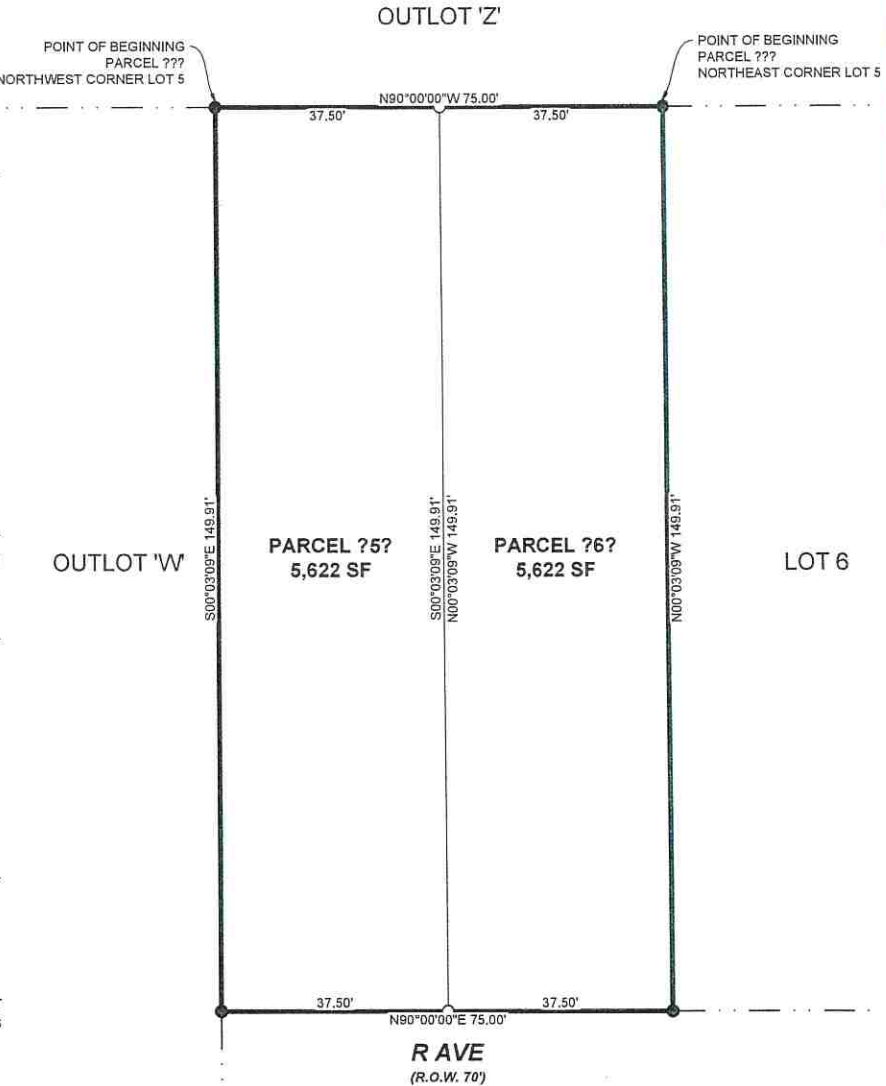 OUTLOT 'Z'
POINT OF BEGINNING
PARCEL ???
NORTHWEST CORNER LOT 5
POINT OF BEGINNING
PARCEL ???
NORTHEAST CORNER LOT 5
N90°00'00"W 75.00'
37.50'
37.50'
S00°03'09"E 149.91'
S00°03'09"E 149.91'
N00°03'09"W 149.91'
N00°03'09"W 149.91'
OUTLOT 'W'
PARCEL ?5?
5,622 SF
PARCEL ?6?
5,622 SF
LOT 6
37.50'
37.50'
N90°00'00"E 75.00'
R AVE
(R.O.W. 70')